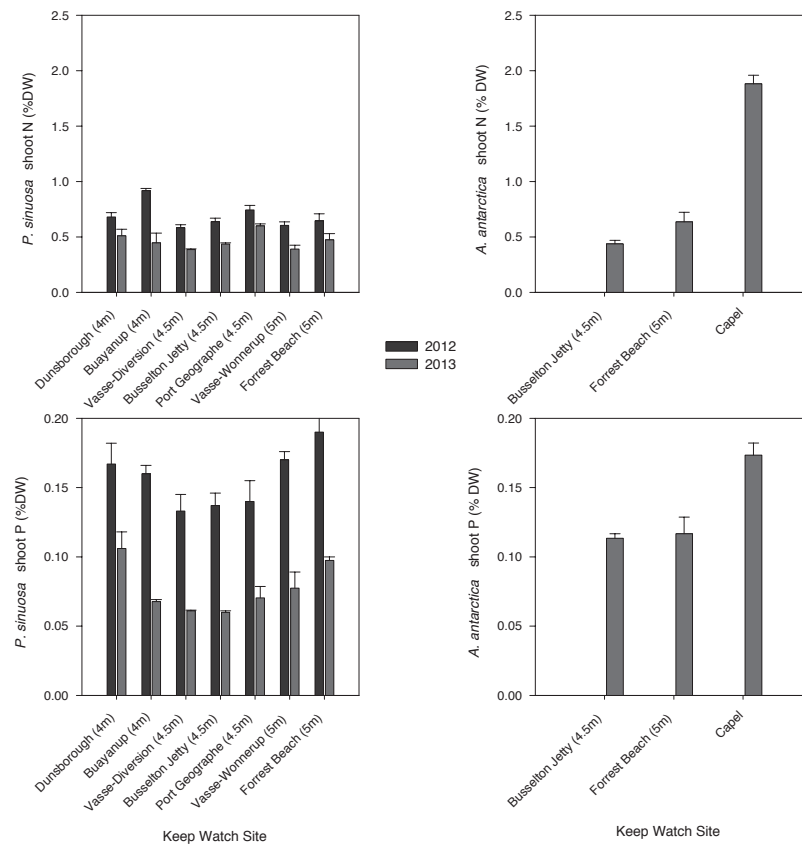 P. sinuosa shoot N (%DW)
2.5
2.0
1.5
1.0
0.5
0.0
Dunsborough (4m)
Buayanup (4m)
Vasse-Diversion (4.5m)
Busselton Jetty (4.5m)
Port Geographe (4.5m)
Vasse-Wonnerup (5m)
Forrest Beach (5m)
A. antarctica shoot N (% DW)
2.5
2.0
1.5
1.0
0.5
0.0
Busselton Jetty (4.5m)
Forrest Beach (5m)
Capel
2012
2013
P. sinuosa shoot P (%DW)
0.20
0.15
0.10
0.05
0.00
Dunsborough (4m)
Buayanup (4m)
Vasse-Diversion (4.5m)
Busselton Jetty (4.5m)
Port Geographe (4.5m)
Vasse-Wonnerup (5m)
Forrest Beach (5m)
Keep Watch Site
A. antarctica shoot P (% DW)
0.20
0.15
0.10
0.05
0.00
Busselton Jetty (4.5m)
Forrest Beach (5m)
Capel
Keep Watch Site